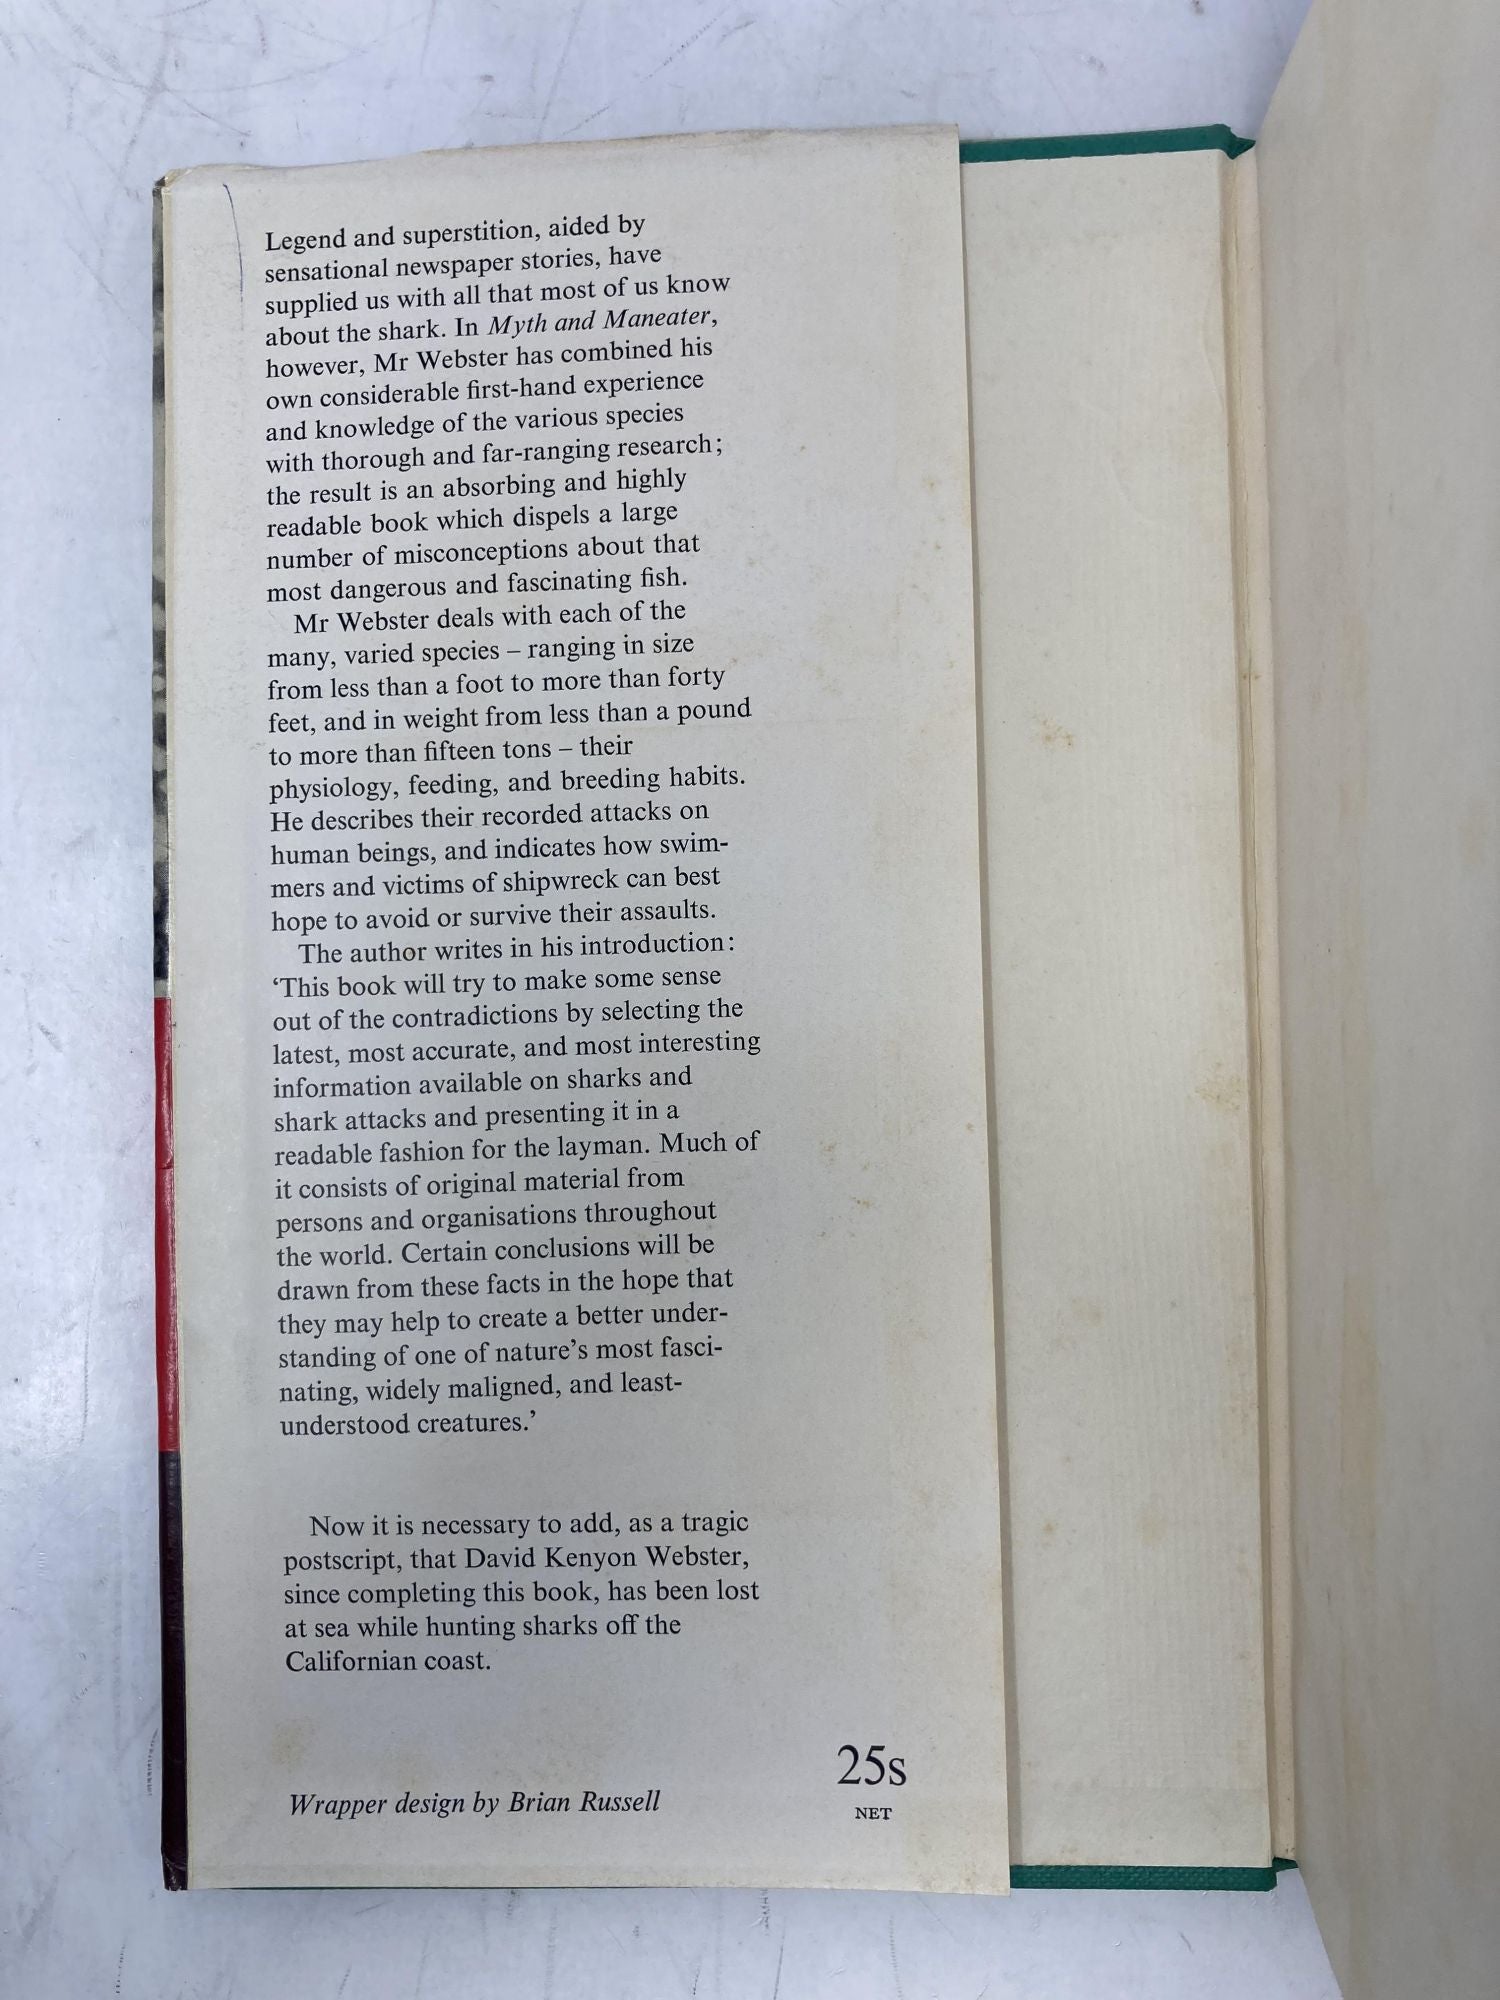 Legend and superstition, aided by
sensational newspaper stories, have
supplied us with all that most of us know
about the shark. In Myth and Maneater,
however, Mr Webster has combined his
own considerable first-hand experience
and knowledge of the various species
with thorough and far-ranging research;
the result is an absorbing and highly
readable book which dispels a large
number of misconceptions about that
most dangerous and fascinating fish.
Mr Webster deals with each of the
many, varied species – ranging in size
from less than a foot to more than forty
feet, and in weight from less than a pound
to more than fifteen tons – their
physiology, feeding, and breeding habits.
He describes their recorded attacks on
human beings, and indicates how swim-
mers and victims of shipwreck can best
hope to avoid or survive their assaults.
The author writes in his introduction:
‘This book will try to make some sense
out of the contradictions by selecting the
latest, most accurate, and most interesting
information available on sharks and
shark attacks and presenting it in a
readable fashion for the layman. Much of
it consists of original material from
persons and organisations throughout
the world. Certain conclusions will be
drawn from these facts in the hope that
they may help to create a better under-
standing of one of nature’s most fasci-
nating, widely maligned, and least-
understood creatures.’
Now it is necessary to add, as a tragic
postscript, that David Kenyon Webster,
since completing this book, has been lost
at sea while hunting sharks off the
Californian coast.
25s
NET
Wrapper design by Brian Russell